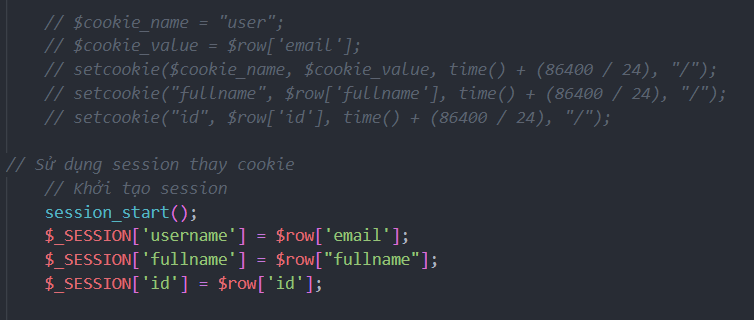 // $cookie_name = "user";
// $cookie_value = $row['email'];
// setcookie($cookie_name, $cookie_value, time() + (86400 / 24), "/");
// setcookie("fullname", $row['fullname'], time() + (86400 / 24), "/");
// setcookie("id", $row['id'], time() + (86400 / 24), "/");
// Sử dụng session thay cookie
// Khởi tạo session
session_start();
$_SESSION['username'] = $row['email'];
$_SESSION['fullname'] = $row["fullname"];
$_SESSION['id'] = $row['id'];